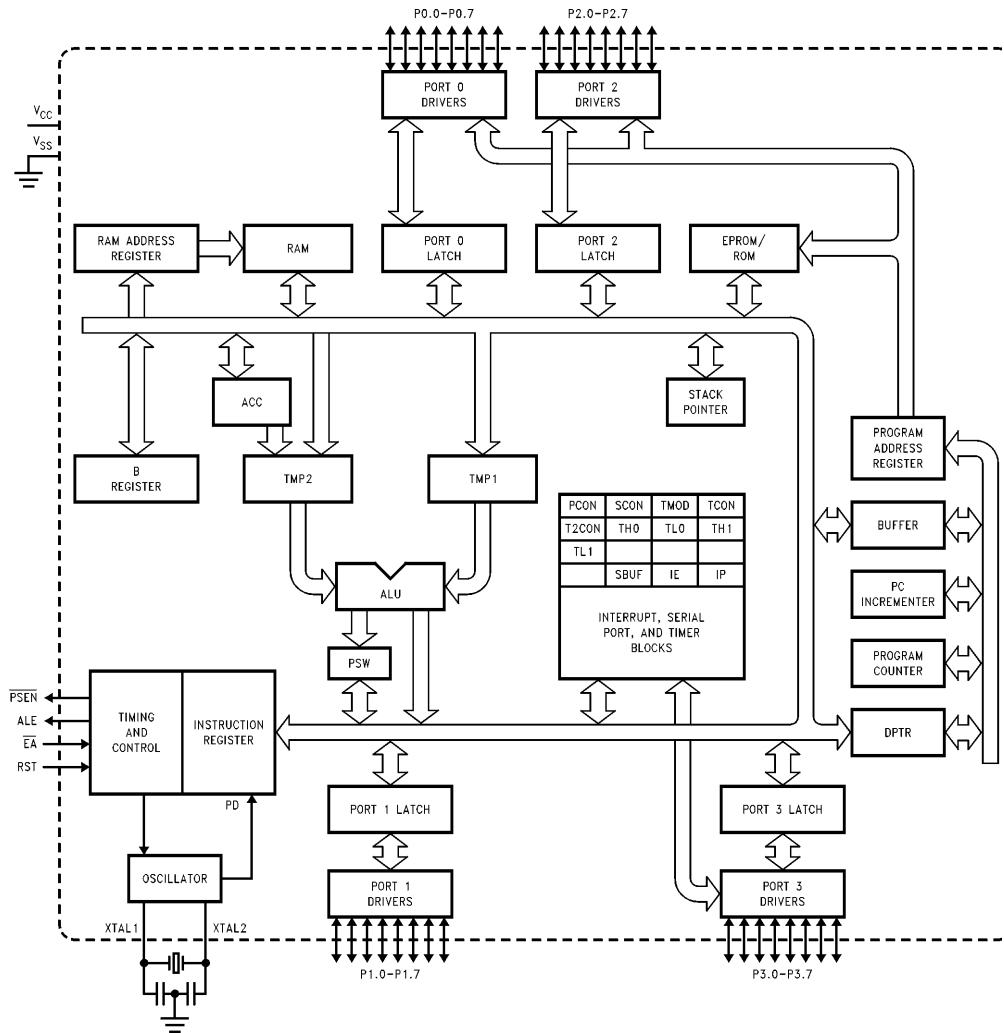 P0.0–P0.7
P2.0–P2.7
PORT 0
DRIVERS
PORT 2
DRIVERS
VCC
VSS
RAM ADDRESS
REGISTER
RAM
PORT 0
LATCH
PORT 2
LATCH
EPROM/
ROM
ACC
STACK
POINTER
B
REGISTER
TMP2
TMP1
PROGRAM
ADDRESS
REGISTER
PCON SCON TMOD TCON
T2CON TH0 TL0 TH1
TL1
SBUF IE IP
INTERRUPT, SERIAL
PORT, AND TIMER
BLOCKS
BUFFER
PC
INCREMENTER
PROGRAM
COUNTER
DPTR
ALU
PSW
PSEN
ALE
EA
RST
TIMING
AND
CONTROL
INSTRUCTION
REGISTER
PD
OSCILLATOR
XTAL1
XTAL2
PORT 1 LATCH
PORT 3 LATCH
PORT 1
DRIVERS
PORT 3
DRIVERS
P1.0–P1.7
P3.0–P3.7